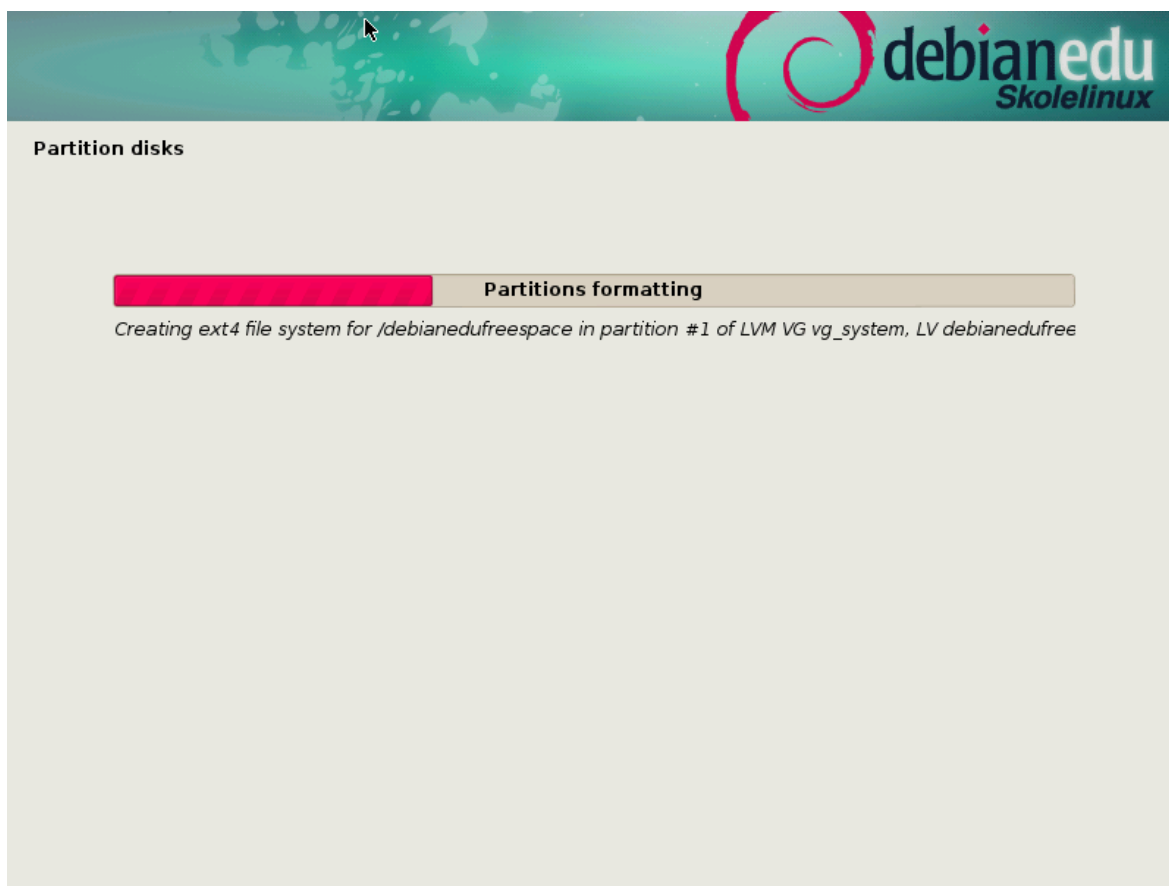 debianedu
Skolelinux
Partition disks
Partitions formatting
Creating ext4 file system for /debianedufreespace in partition #1 of LVM VG vg_system, LV debianedufree